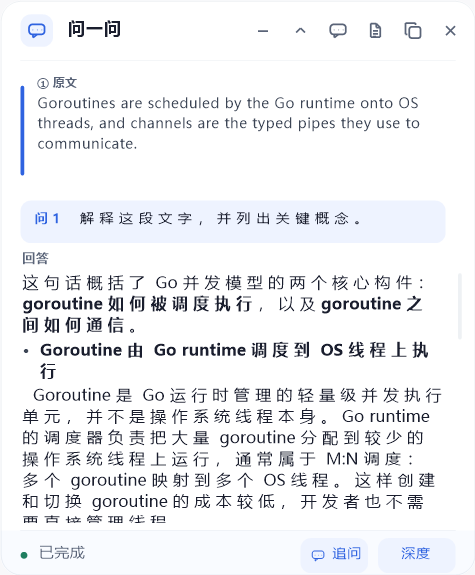 问一问
① 原文
Goroutines are scheduled by the Go runtime onto OS
threads, and channels are the typed pipes they use to
communicate.
问 1 解释这段文字，并列出关键概念。
回答
这句话概括了 Go 并发模型的两个核心构件：
goroutine 如何被调度执行，以及 goroutine 之
间如何通信。
• Goroutine 由 Go runtime 调度到 OS 线程上执
行
Goroutine 是 Go 运行时管理的轻量级并发执行
单元，并不是操作系统线程本身。Go runtime
的调度器负责把大量 goroutine 分配到较少的
操作系统线程上运行，通常属于 M:N 调度：
多个 goroutine 映射到多个 OS 线程。这样创建
和切换 goroutine 的成本较低，开发者也不需
要直接管理线程
已完成
追问
深度